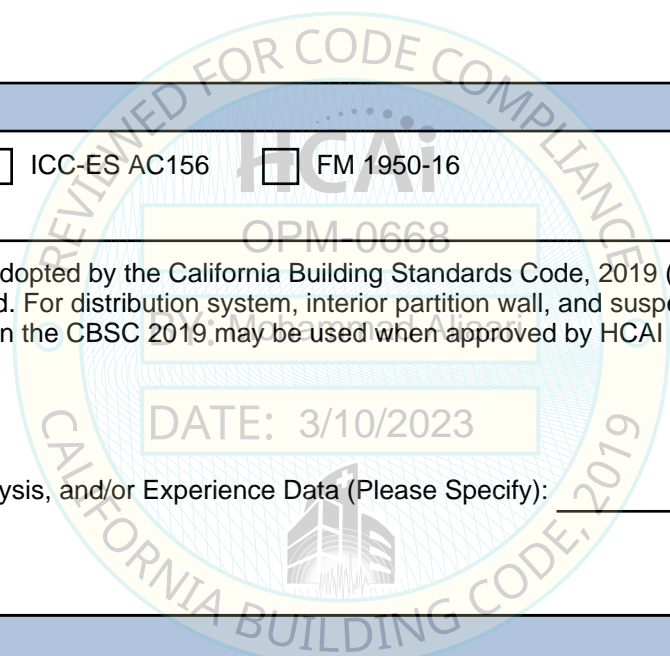 REVIEWED FOR CODE COMPLIANCE
HCAi
ICC-ES AC156 FM 1950-16
OPM-0668
dopted by the California Building Standards Code, 2019 (
d. For distribution system, interior partition wall, and susp
n the CBSC 2019 may be used when approved by HCAI
BY: Mohammad Aliaari
DATE: 3/10/2023
ysis, and/or Experience Data (Please Specify):
CALIFORNIA BUILDING CODE, 2019